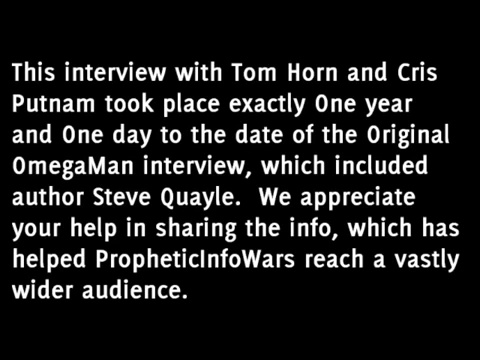 This interview with Tom Horn and Cris
Putnam took place exactly One year
and One day to the date of the Original
OmegaMan interview, which included
author Steve Quayle.  We appreciate
your help in sharing the info, which has
helped PropheticInfoWars reach a vastly
wider audience.